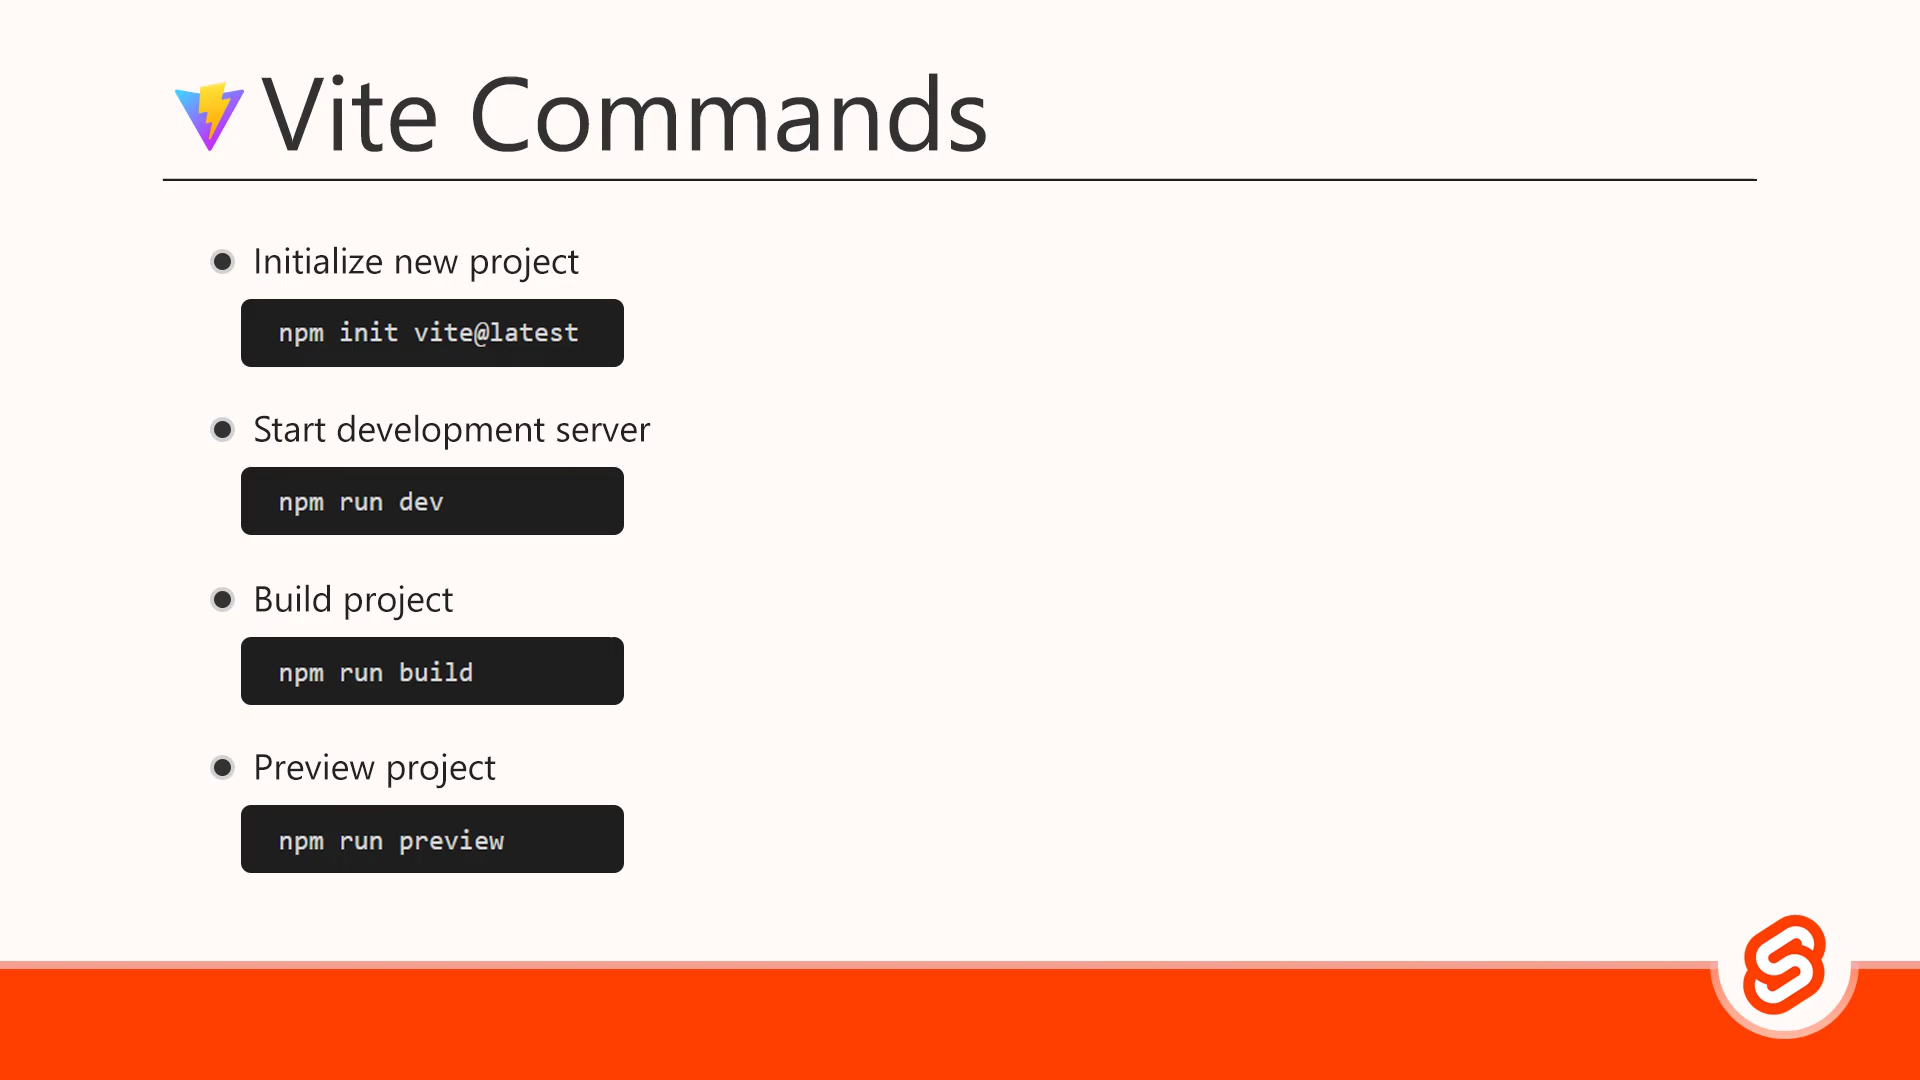 Vite Commands
Initialize new project
npm init vite@latest
Start development server
npm run dev
Build project
npm run build
Preview project
npm run preview